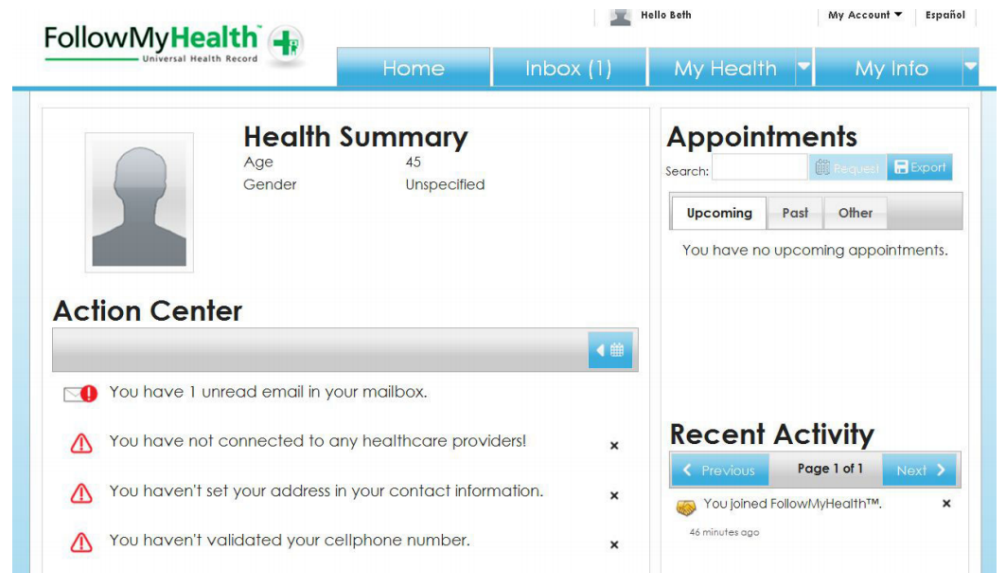 Hello Beth
My Account
Español
FollowMyHealth™
Universal Health Record
Home
Inbox (1)
My Health
My Info
Health Summary
Age 45
Gender Unspecified
Action Center
You have 1 unread email in your mailbox.
You have not connected to any healthcare providers!
You haven't set your address in your contact information.
You haven't validated your cellphone number.
Appointments
Search: Request Export
Upcoming Past Other
You have no upcoming appointments.
Recent Activity
Previous Page 1 of 1 Next
You joined FollowMyHealth™.
46 minutes ago